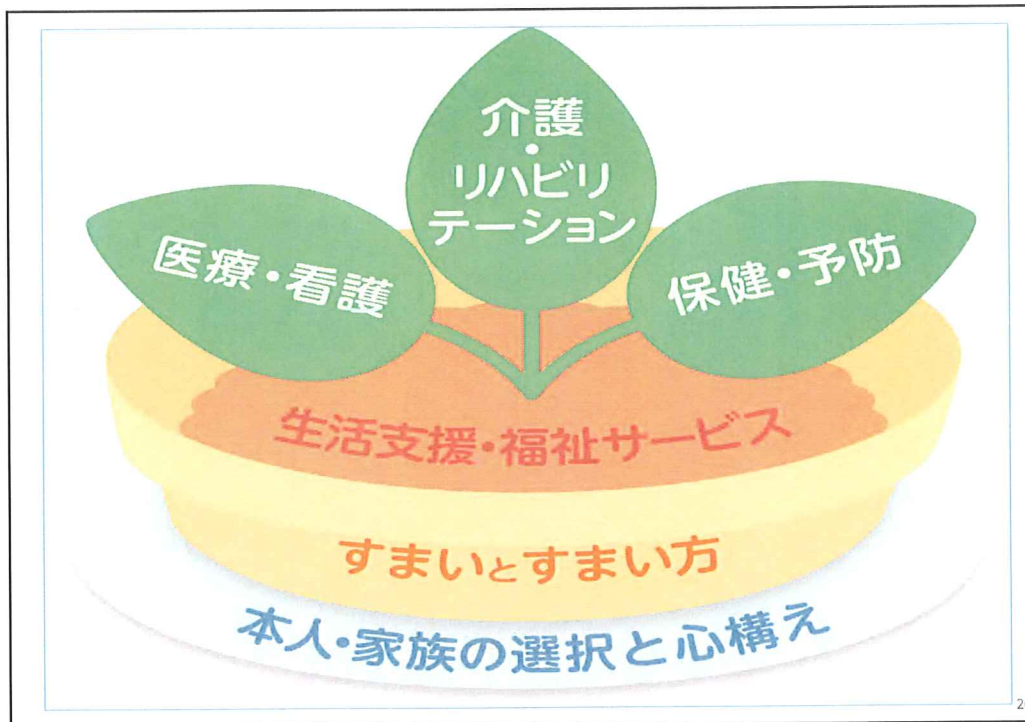 介護
・
リハビリ
テーション
医療・看護
保健・予防
生活支援・福祉サービス
すまいとすまい方
本人・家族の選択と心構え